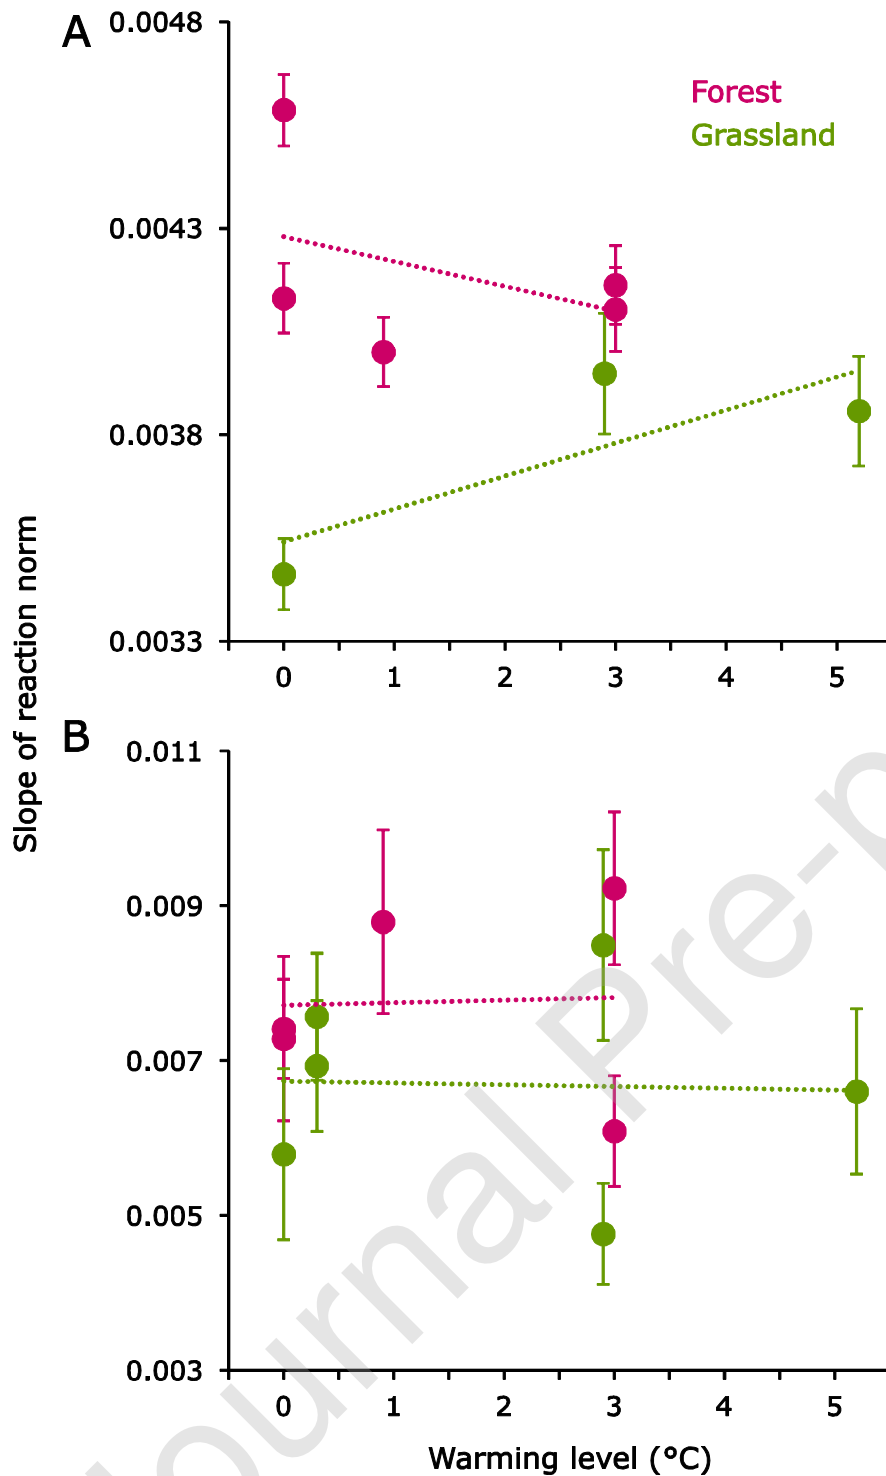 A
0.0048
Forest
Grassland
0.0043
0.0038
0.0033
0 1 2 3 4 5
Slope of reaction norm
B
0.011
0.009
0.007
0.005
0.003
0 1 2 3 4 5
Warming level (°C)
Journal Pre-p